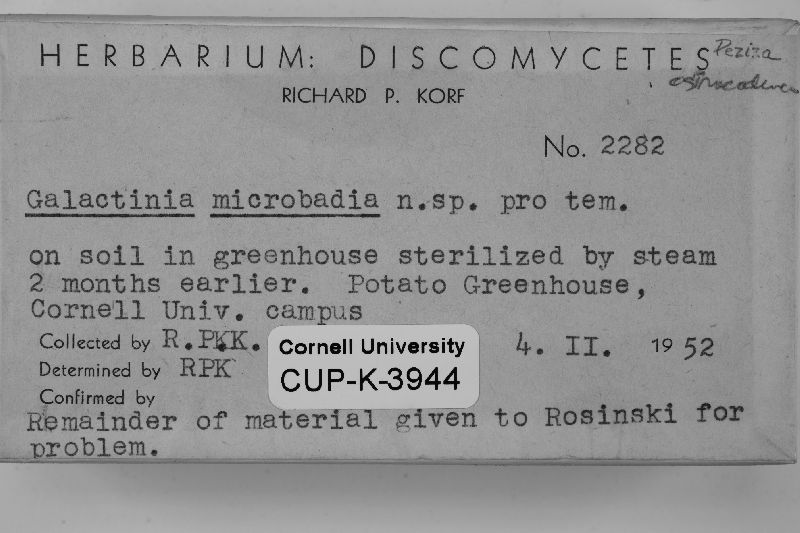 HERBARIUM: DISCOMYCETES Peziza
RICHARD P. KORF
No. 2282
Galactinia microbadia n.sp. pro tem.
on soil in greenhouse sterilized by steam
2 months earlier. Potato Greenhouse,
Cornell Univ. campus
Collected by R.P.K. 4. II. 1952
Determined by RPK
Cornell University
CUP-K-3944
Confirmed by
Remainder of material given to Rosinski for
problem.